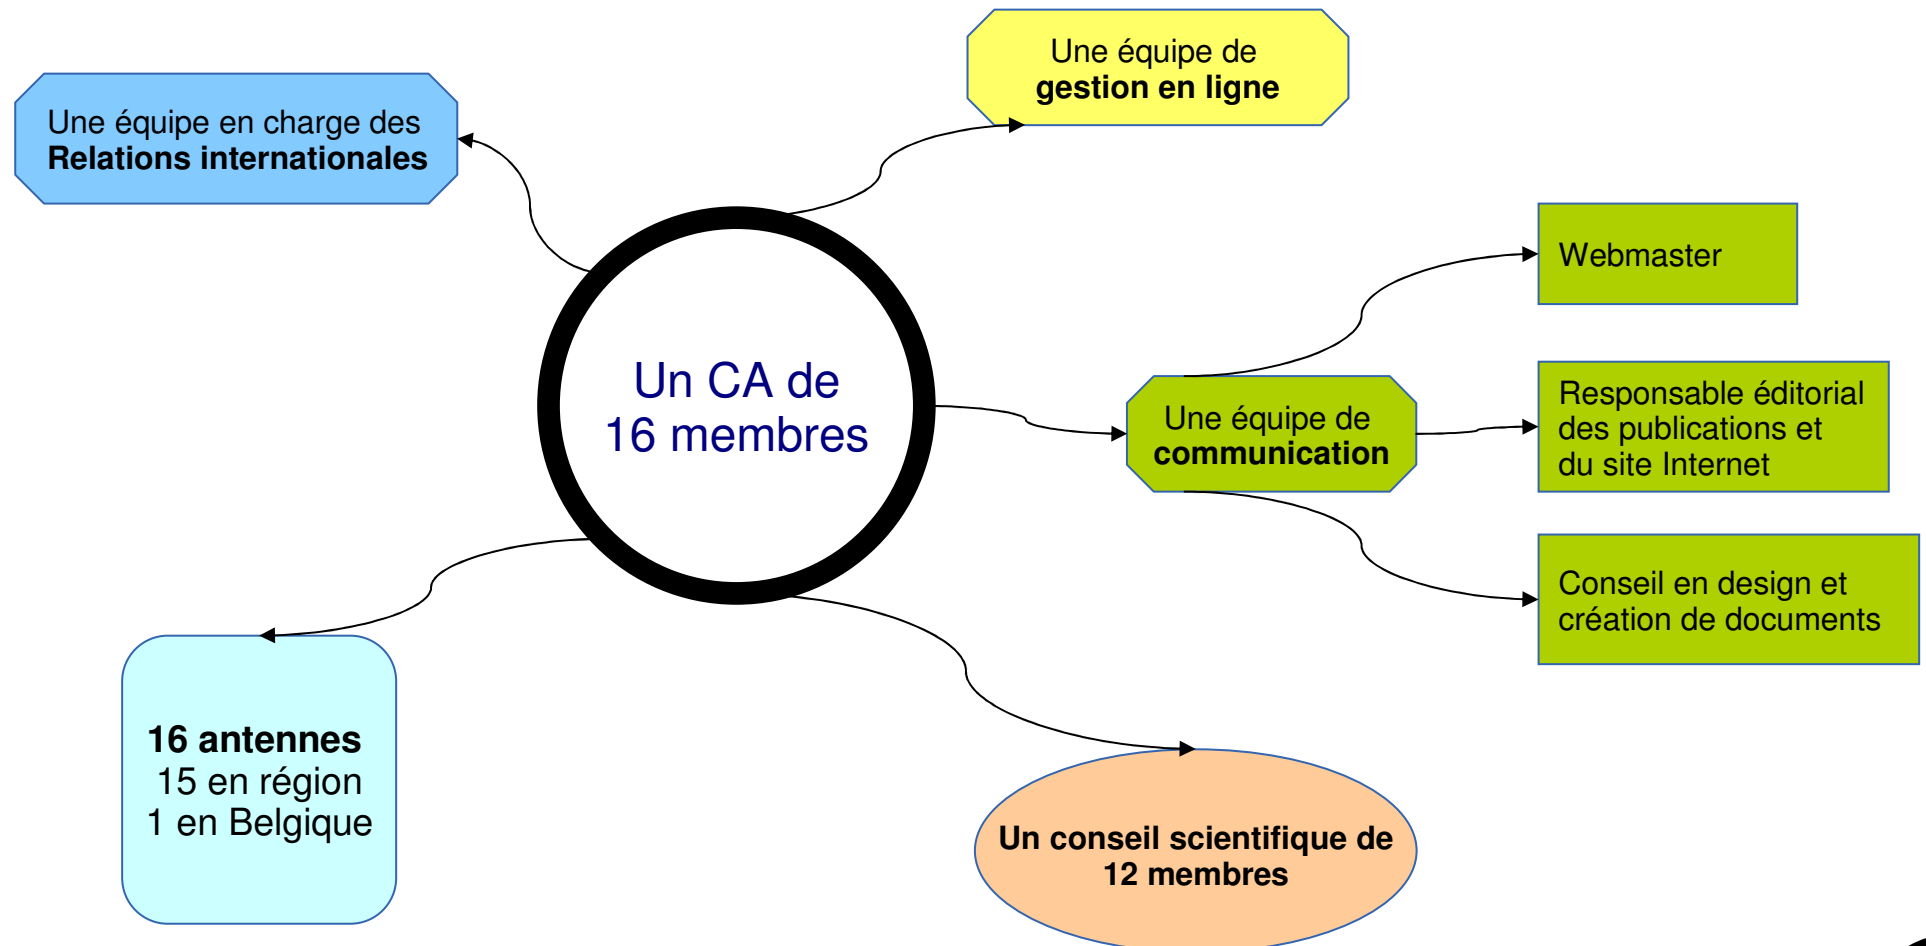 Une équipe de
gestion en ligne
Une équipe en charge des
Relations internationales
Webmaster
Un CA de
16 membres
Une équipe de
communication
Responsable éditorial
des publications et
du site Internet
Conseil en design et
création de documents
16 antennes
15 en région
1 en Belgique
Un conseil scientifique de
12 membres